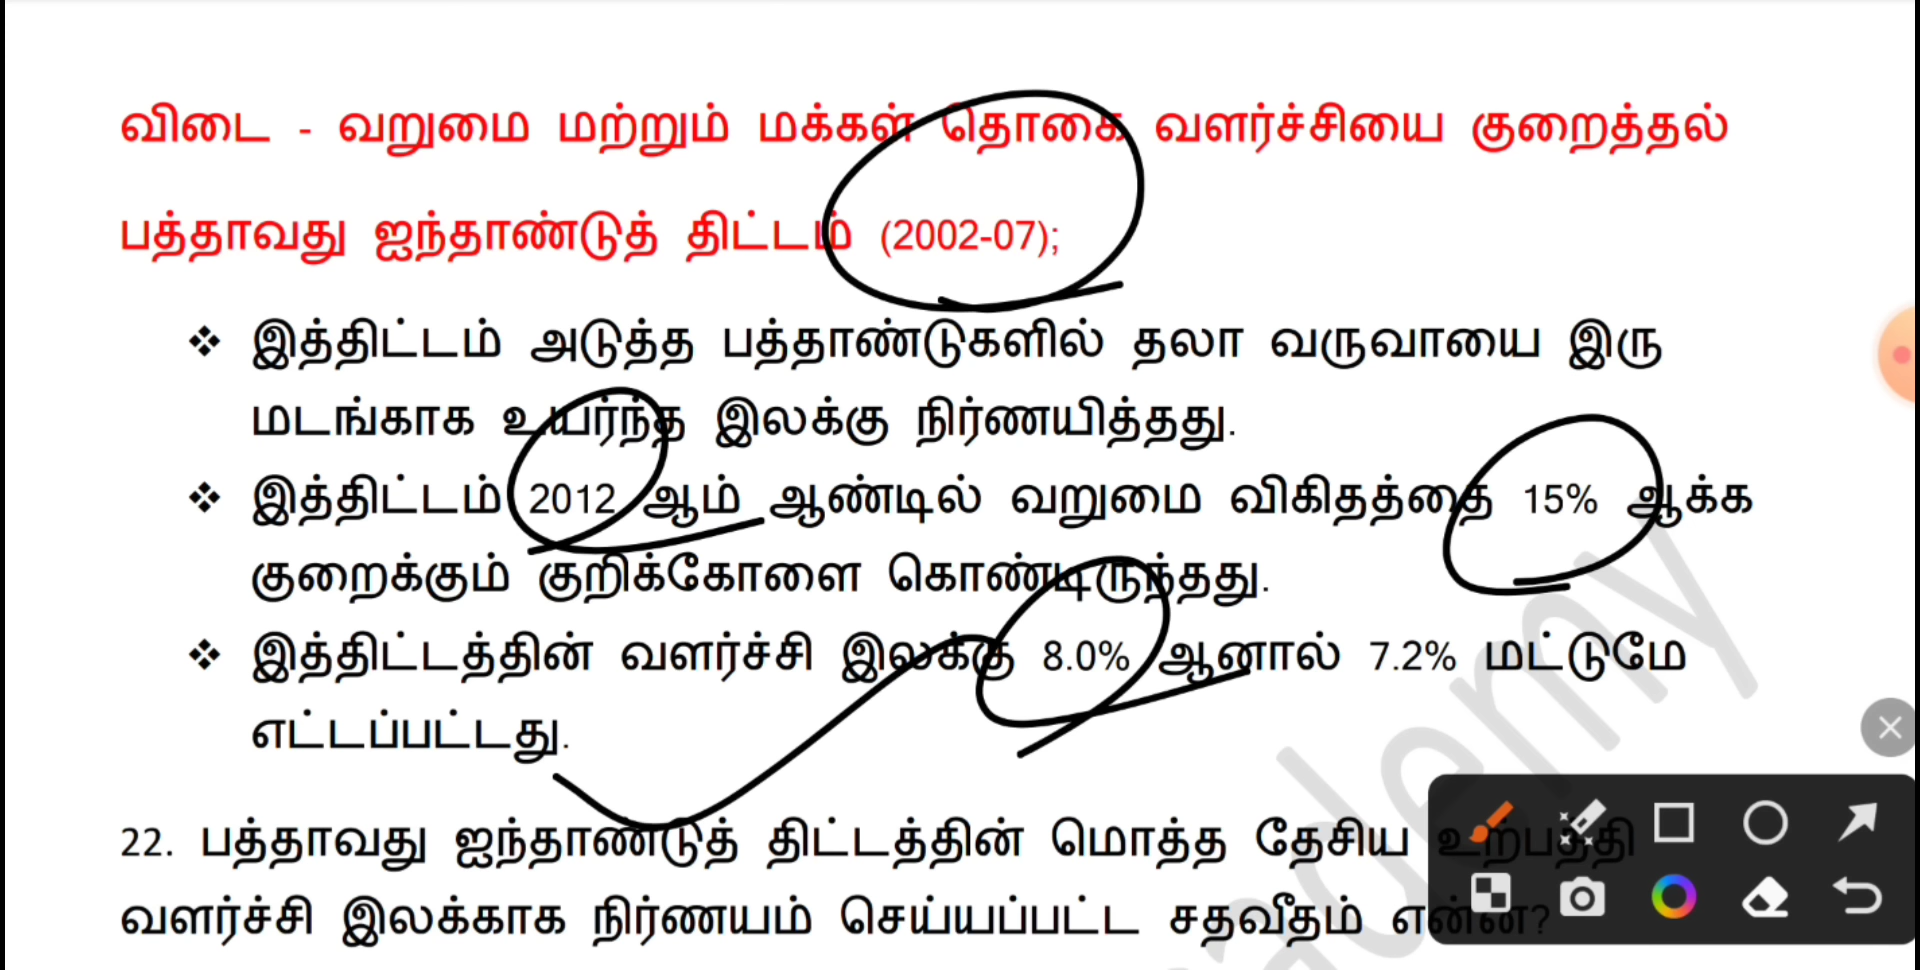 விடை - வறுமை மற்றும் மக்கள் தொகை வளர்ச்சியை குறைத்தல்
பத்தாவது ஐந்தாண்டுத் திட்டம் (2002-07);
❖ இத்திட்டம் அடுத்த பத்தாண்டுகளில் தலா வருவாயை இரு
மடங்காக உயர்ந்த இலக்கு நிர்ணயித்தது.
❖ இத்திட்டம் 2012 ஆம் ஆண்டில் வறுமை விகிதத்தை 15% ஆக்க
குறைக்கும் குறிக்கோளை கொண்டிருந்தது.
❖ இத்திட்டத்தின் வளர்ச்சி இலக்கு 8.0% ஆனால் 7.2% மட்டுமே
எட்டப்பட்டது.
22. பத்தாவது ஐந்தாண்டுத் திட்டத்தின் மொத்த தேசிய உற்பத்தி
வளர்ச்சி இலக்காக நிர்ணயம் செய்யப்பட்ட சதவீதம் என்ன?